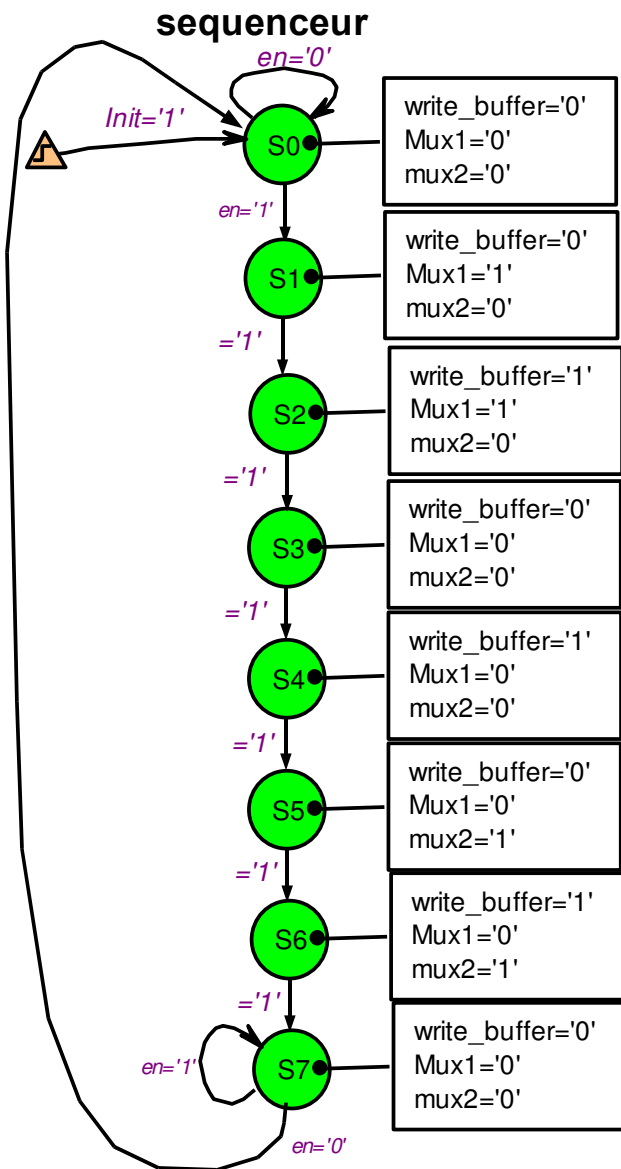 sequenceur
en='0'
Init='1'
S0
write_buffer='0'
Mux1='0'
mux2='0'
en='1'
S1
write_buffer='0'
Mux1='1'
mux2='0'
='1'
S2
write_buffer='1'
Mux1='1'
mux2='0'
='1'
S3
write_buffer='0'
Mux1='0'
mux2='0'
='1'
S4
write_buffer='1'
Mux1='0'
mux2='0'
='1'
S5
write_buffer='0'
Mux1='0'
mux2='1'
='1'
S6
write_buffer='1'
Mux1='0'
mux2='1'
='1'
en='1'
S7
write_buffer='0'
Mux1='0'
mux2='0'
en='0'